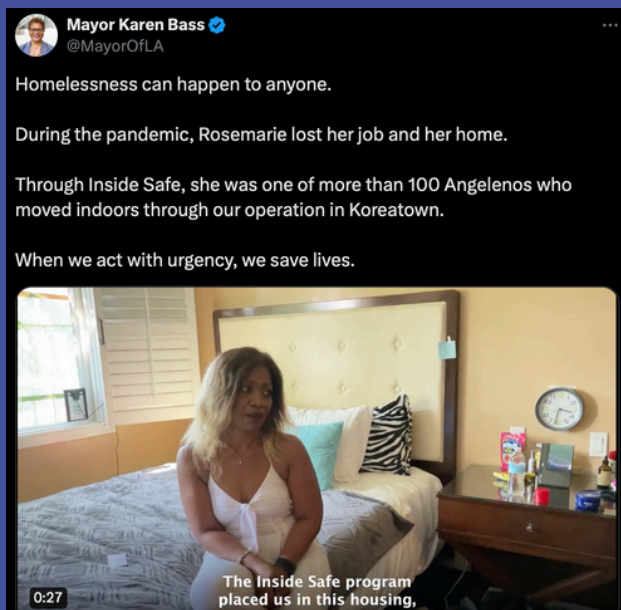 Mayor Karen Bass
@MayorOfLA
Homelessness can happen to anyone.
During the pandemic, Rosemarie lost her job and her home.
Through Inside Safe, she was one of more than 100 Angelenos who
moved indoors through our operation in Koreatown.
When we act with urgency, we save lives.
0:27
The Inside Safe program
placed us in this housing,